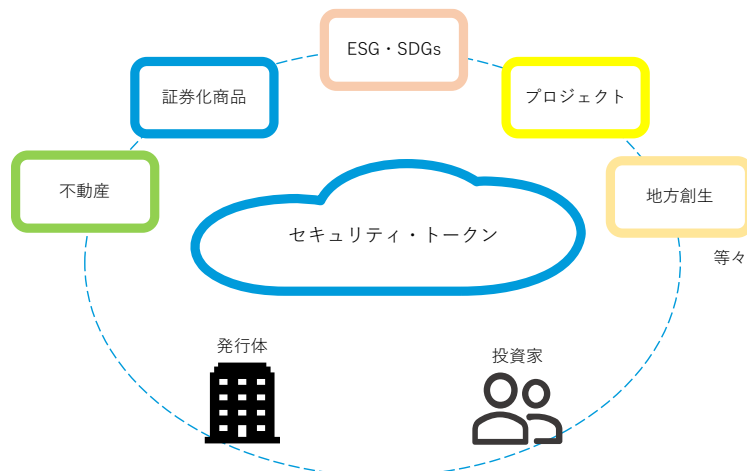 ESG・SDGs
証券化商品
プロジェクト
不動産
地方創生
セキュリティ・トークン
等々
発行体
投資家